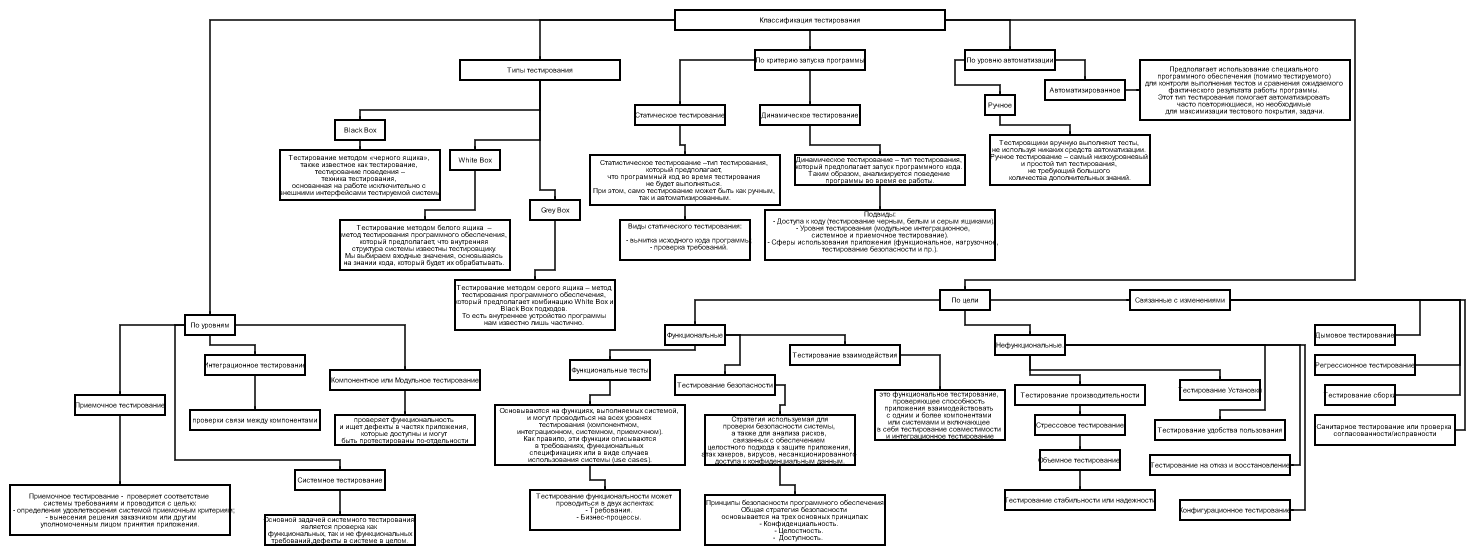 Классификация тестирования
Типы тестирования
Black Box
Тестирование методом «черного ящика»,
также известное как тестирование,
тестирование поведения –
техника тестирования,
основанная на работе исключительно с
внешними интерфейсами тестируемой системы
White Box
Тестирование методом белого ящика –
метод тестирования программного обеспечения,
который предполагает, что внутренняя
структура системы известны тестировщику.
Мы выбираем входные значения, основываясь
на знании кода, который будет их обрабатывать.
Grey Box
Тестирование методом серого ящика – метод
тестирования программного обеспечения,
который предполагает комбинацию White Box и
Black Box подходов.
То есть внутреннее устройство программы
нам известно лишь частично.
По критерию запуска программы
Статическое тестирование
Статистическое тестирование –тип тестирования,
который предполагает,
что программный код во время тестирования
не будет выполняться.
При этом, само тестирование может быть как ручным,
так и автоматизированным.
Виды статического тестирования:
- вычитка исходного кода программы
- проверка требований.
Динамическое тестирование
Динамическое тестирование – тип тестирования,
который предполагает запуск программного кода.
Таким образом, анализируется поведение
программы во время ее работы.
Подвиды:
- Доступа к коду (тестирование черным, белым и серым ящиками)
- Уровня тестирования (модульное интеграционное,
системное и приемочное тестирование).
- Сферы использования приложения (функциональное, нагрузочное,
тестирование безопасности и пр.).
По уровню автоматизации
Ручное
Тестировщики вручную выполняют тесты,
не используя никаких средств автоматизации.
Ручное тестирование – самый низкоуровневый
и простой тип тестирования,
не требующий большого
количества дополнительных знаний.
Автоматизированное
Предполагает использование специального
программного обеспечения (помимо тестируемого)
для контроля выполнения тестов и сравнения ожидаемого
фактического результата работы программы.
Этот тип тестирования помогает автоматизировать
часто повторяющиеся, но необходимые
для максимизации тестового покрытия, задачи.
По уровням
Приемочное тестирование
Приемочное тестирование - проверяет соответствие
системы требованиям и проводится с целью:
- определения удовлетворения системой приемочным критериям;
- вынесения решения заказчиком или другим
уполномоченным лицом принятия приложения.
Интеграционное тестирование
проверки связи между компонентами
Компонентное или Модульное тестирование
проверяет функциональность
и ищет дефекты в частях приложения,
которые доступны и могут
быть протестированы по-отдельности
Системное тестирование
Основной задачей системного тестирования
является проверка как
функциональных, так и не функциональных
требований,дефекты в системе в целом.
По цели
Функциональные
Функциональные тесты
Основываются на функциях, выполняемых системой,
и могут проводиться на всех уровнях
тестирования (компонентном,
интеграционном, системном, приемочном).
Как правило, эти функции описываются
в требованиях, функциональных
спецификациях или в виде случаев
использования системы (use cases).
Тестирование функциональности может
проводиться в двух аспектах:
- Требования.
- Бизнес-процессы.
Тестирование безопасности
Стратегия используемая для
проверки безопасности системы,
а также для анализа рисков,
связанных с обеспечением
целостного подхода к защите приложения,
атак хакеров, вирусов, несанкционированного
доступа к конфиденциальным данным.
Принципы безопасности программного обеспечения
Общая стратегия безопасности
основывается на трех основных принципах:
- Конфиденциальность.
- Целостность.
- Доступность.
Тестирование взаимодействия
это функциональное тестирование,
проверяющее способность
приложения взаимодействовать
с одним и более компонентами
или системами и включающее
в себя тестирование совместимости
и интеграционное тестирование
Нефункциональные.
Тестирование производительности
Стрессовое тестирование
Объемное тестирование
Тестирование стабильности или надежности
Тестирование Установки
Тестирование удобства пользования
Тестирование на отказ и восстановление
Конфигурационное тестирование
Связанные с изменениями
Дымовое тестирование
Регрессионное тестирование
Тестирование сборки
Санитарное тестирование или проверка
согласованности/исправности